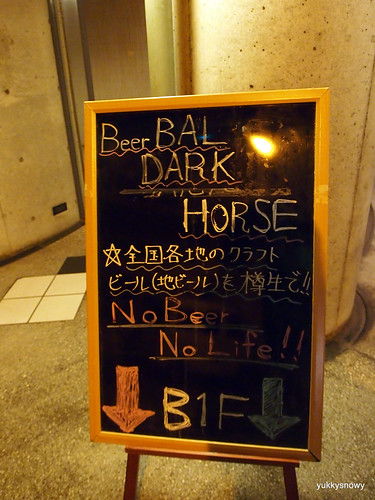 Beer BAL
DARK
HORSE
☆全国各地のクラフト
ビール(地ビール)も樽生で!!
No Beer
No Life!!
B1F
yukkysnowy